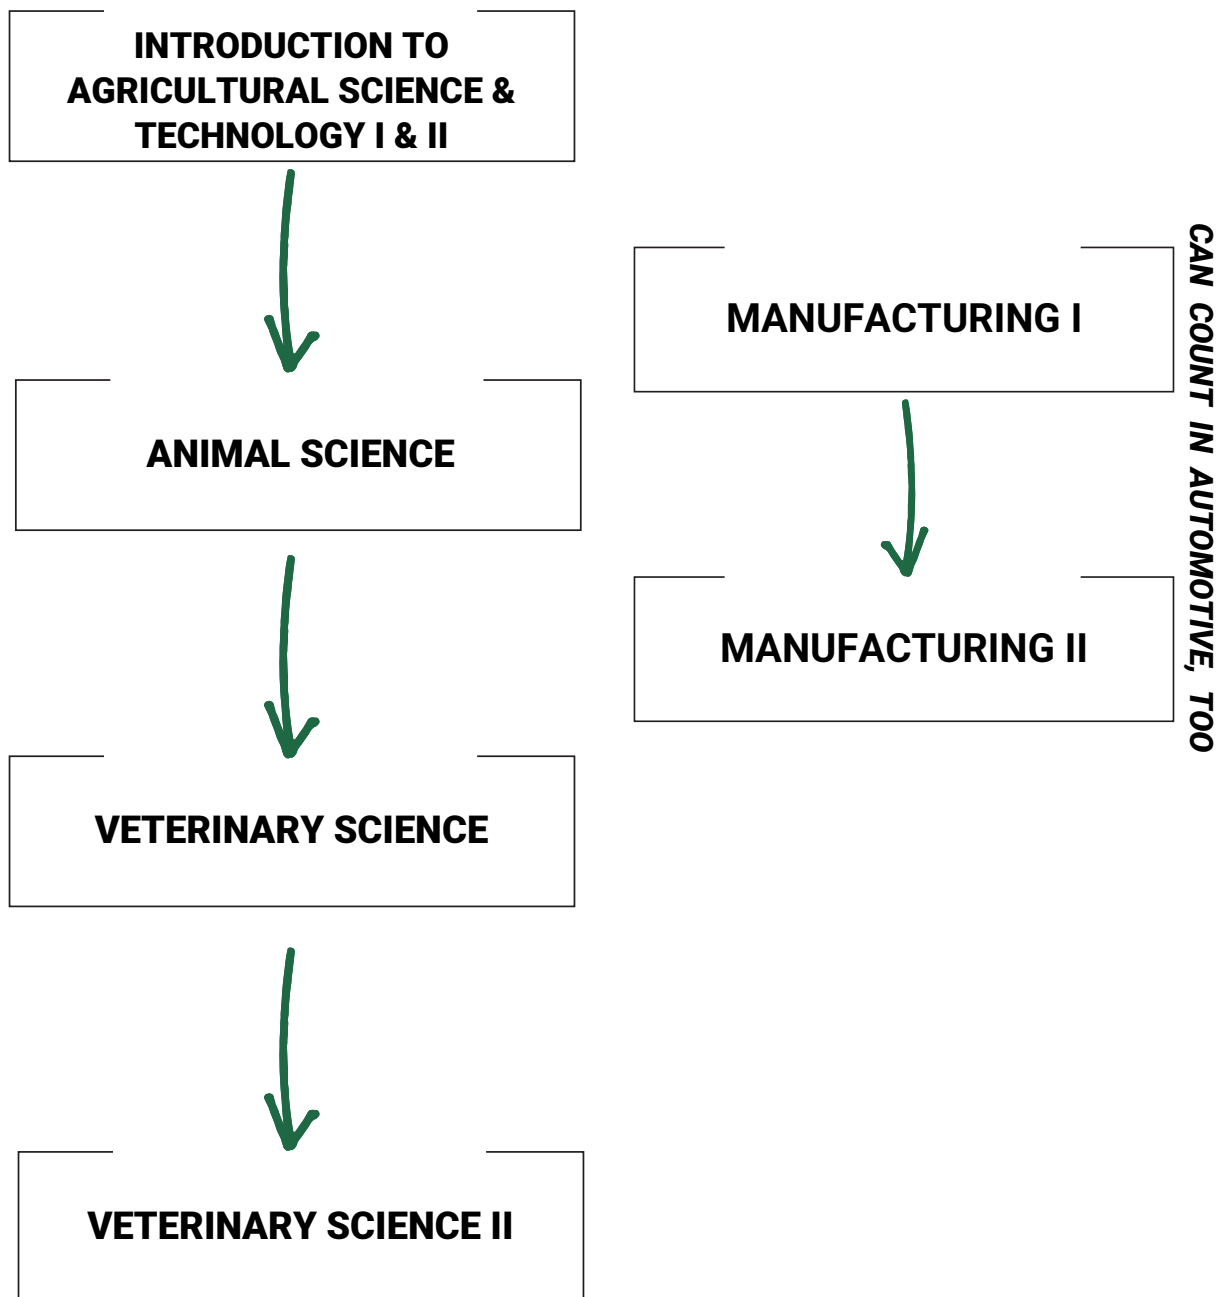 INTRODUCTION TO
AGRICULTURAL SCIENCE &
TECHNOLOGY I & II
ANIMAL SCIENCE
VETERINARY SCIENCE
VETERINARY SCIENCE II
MANUFACTURING I
MANUFACTURING II
CAN COUNT IN AUTOMOTIVE, TOO